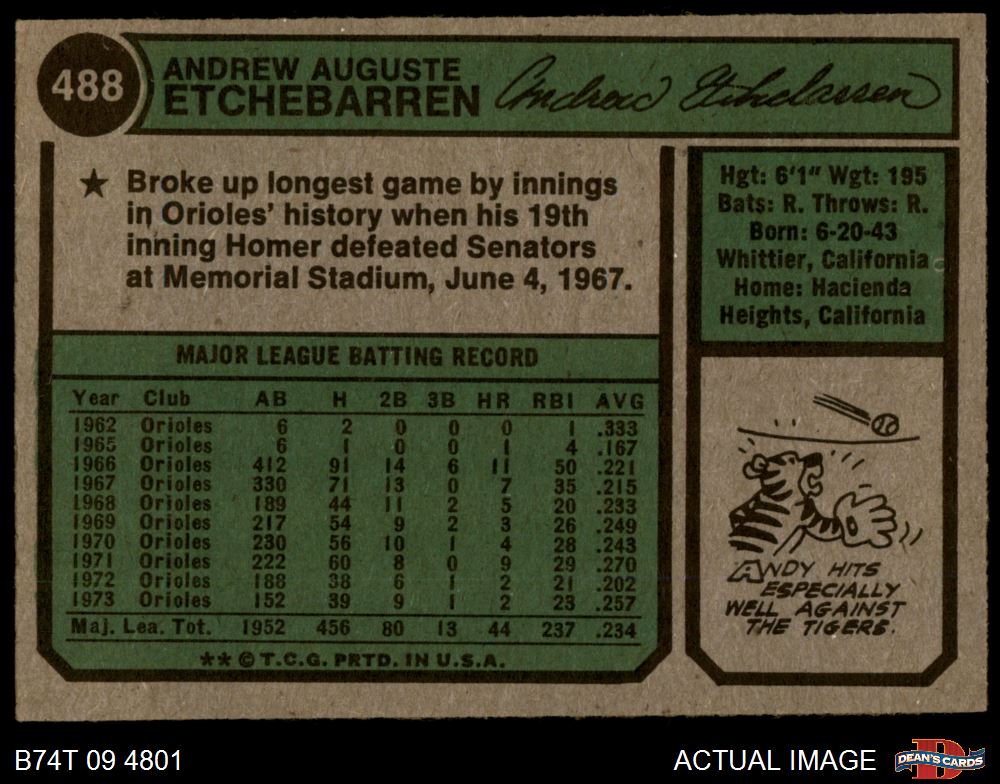 488
ANDREW AUGUSTE
ETCHEBARREN
Andrew Etchebarren
★ Broke up longest game by innings
in Orioles' history when his 19th
inning Homer defeated Senators
at Memorial Stadium, June 4, 1967.
Hgt: 6'1" Wgt: 195
Bats: R. Throws: R.
Born: 6-20-43
Whittier, California
Home: Hacienda
Heights, California
MAJOR LEAGUE BATTING RECORD
Year Club AB H 2B 3B HR RBI AVG
1962 Orioles 6 2 0 0 0 1 .333
1965 Orioles 6 1 0 0 1 4 .167
1966 Orioles 412 91 14 6 11 50 .221
1967 Orioles 330 71 13 0 7 35 .215
1968 Orioles 189 44 11 2 5 20 .233
1969 Orioles 217 54 9 2 3 26 .249
1970 Orioles 230 56 10 1 4 28 .243
1971 Orioles 222 60 8 0 9 29 .270
1972 Orioles 188 38 6 1 2 21 .202
1973 Orioles 152 39 9 1 2 23 .257
Maj. Lea. Tot. 1952 456 80 13 44 237 .234
** © T.C.G. PRTD. IN U.S.A.
ANDY HITS
ESPECIALLY
WELL AGAINST
THE TIGERS.
B74T 09 4801
ACTUAL IMAGE
DEAN'S CARDS